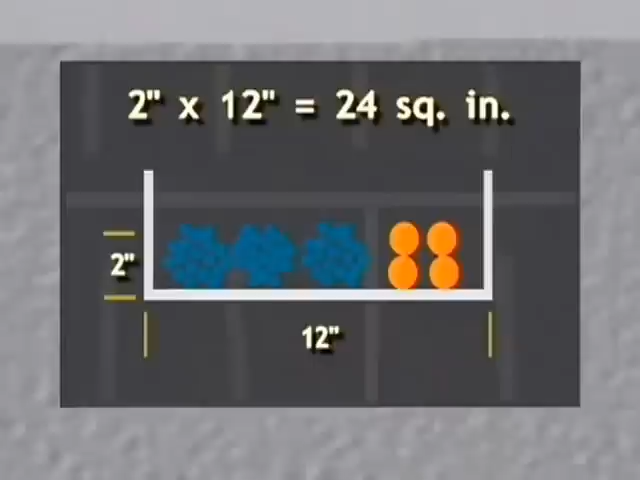 2" x 12" = 24 sq. in.
2"
12"